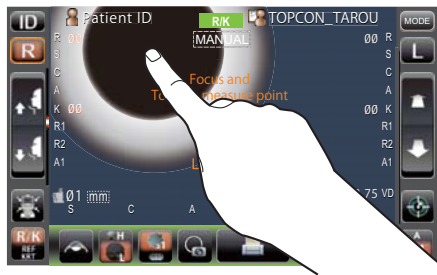 ID
Patient ID
R/K
TOPCON_TAROU
MODE
R
R 00
MANUAL
00 R
L
S
S
C
C
Focus and
A
A
measure point
K 00
00 K
R1
R1
R2
R2
A1
A1
01 mm
75 VD
S C A
R/K
REF
KRT
H
L
A